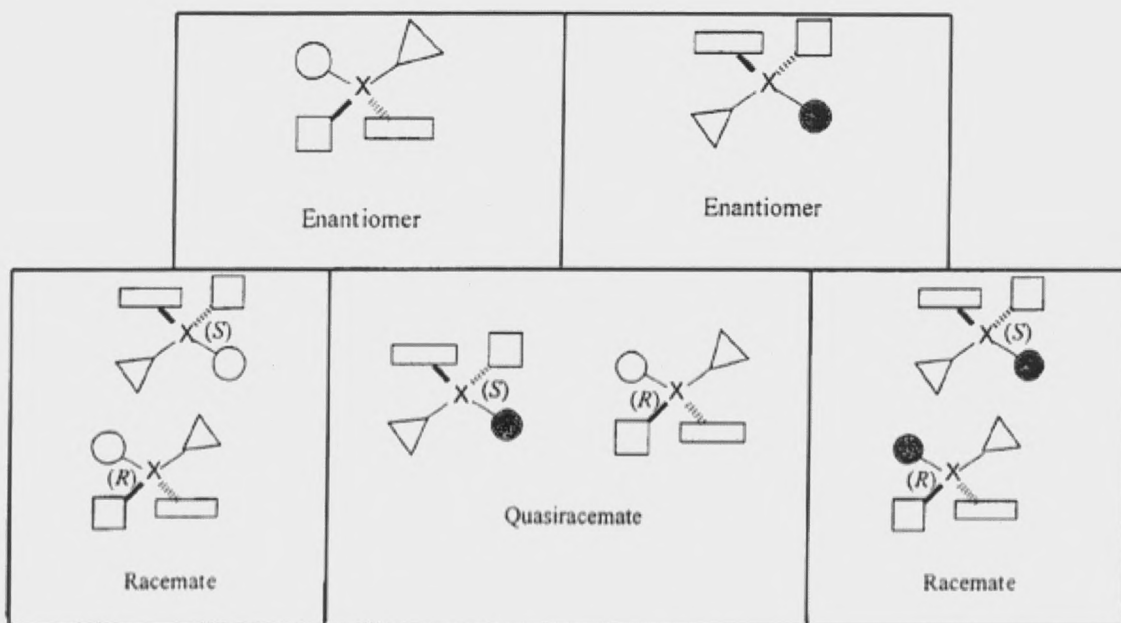 X
X
Enantiomer
Enantiomer
X (S)
X (R)
Racemate
X (S)
X (R)
Quasiracemate
X (S)
X (R)
Racemate